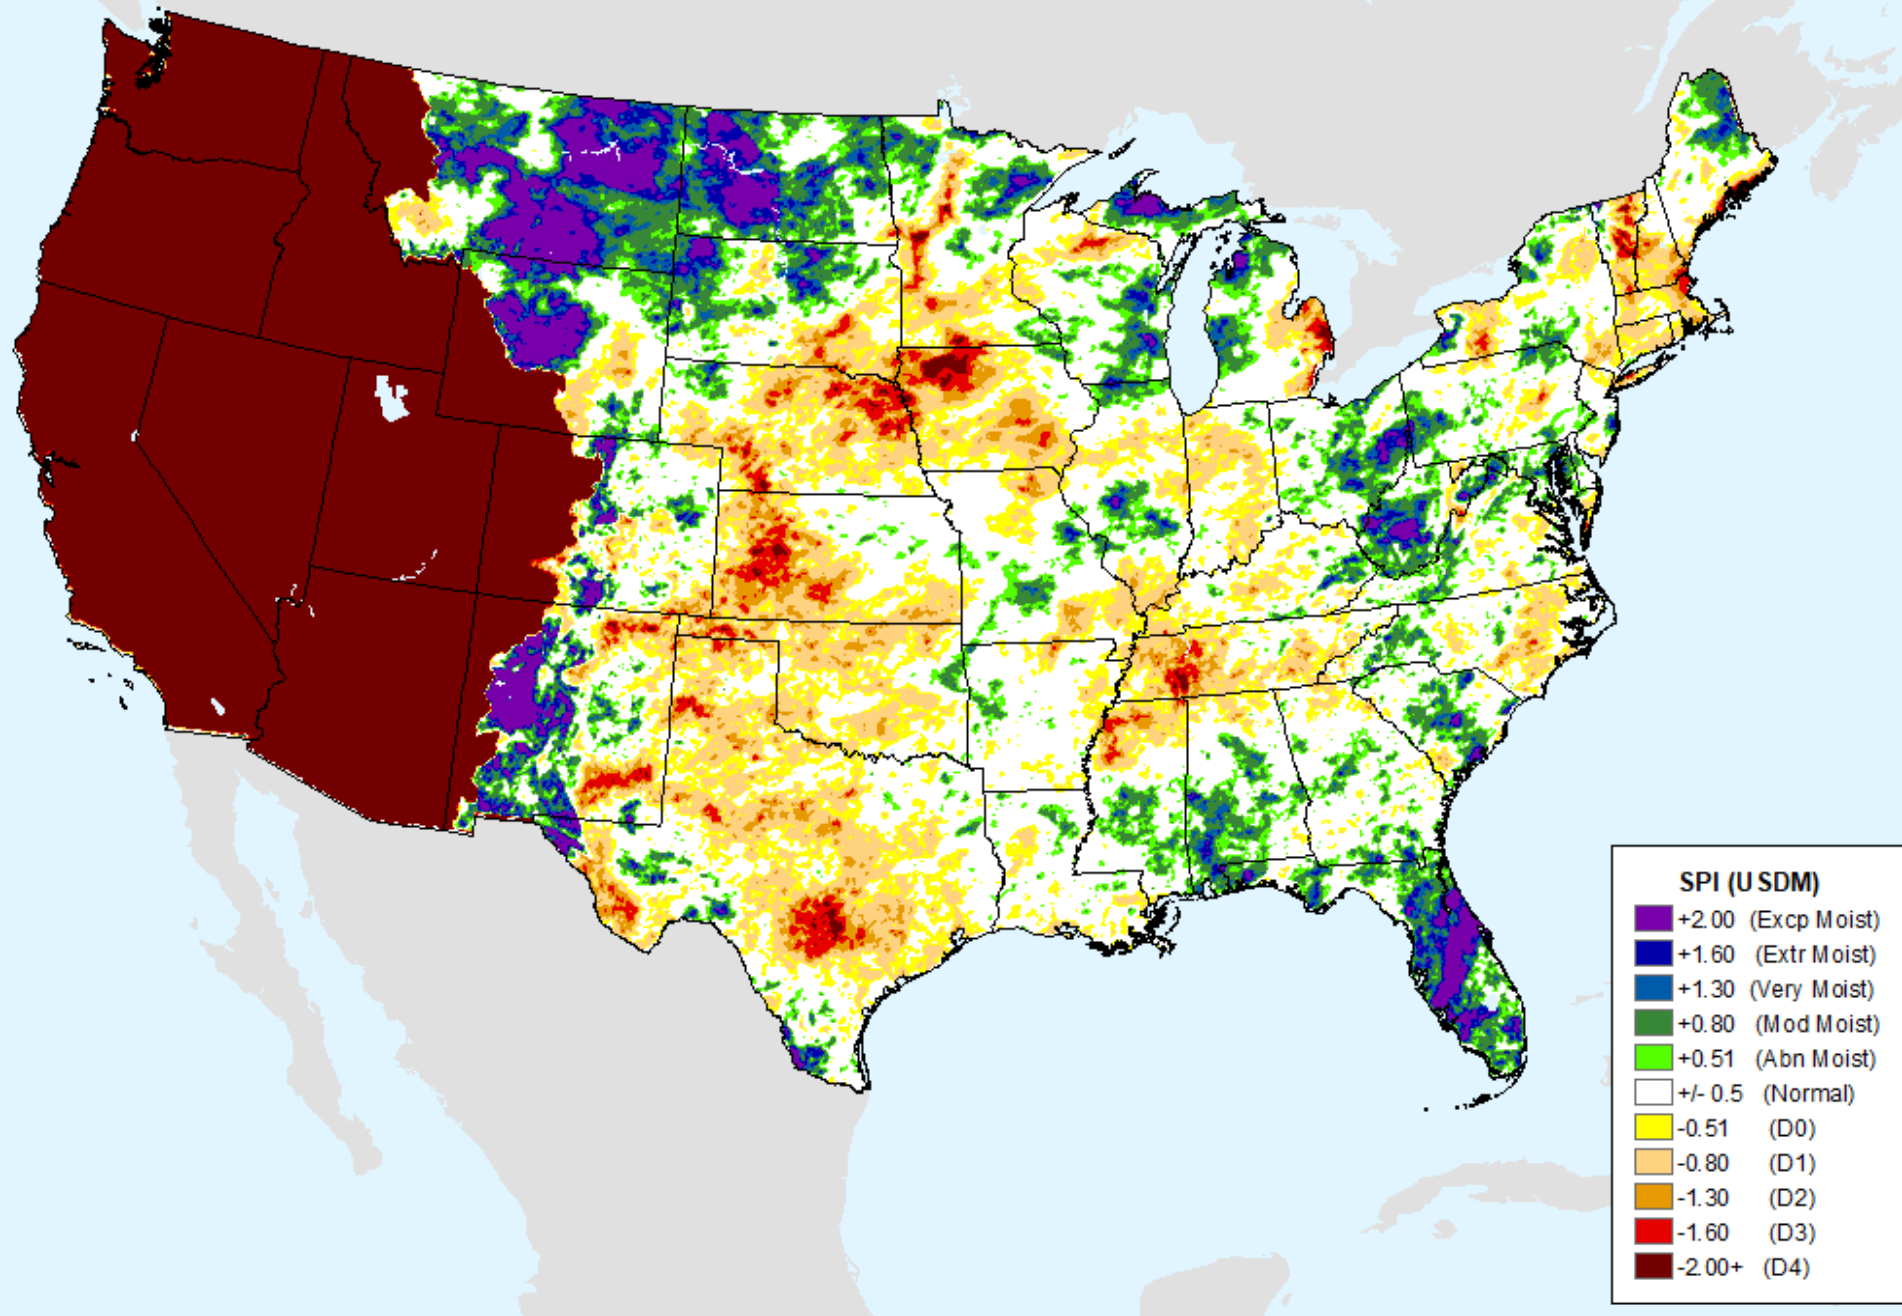 SPI (USDM)
+2.00 (Excp Moist)
+1.60 (Extr Moist)
+1.30 (Very Moist)
+0.80 (Mod Moist)
+0.51 (Abn Moist)
+/- 0.5 (Normal)
-0.51 (D0)
-0.80 (D1)
-1.30 (D2)
-1.60 (D3)
-2.00+ (D4)